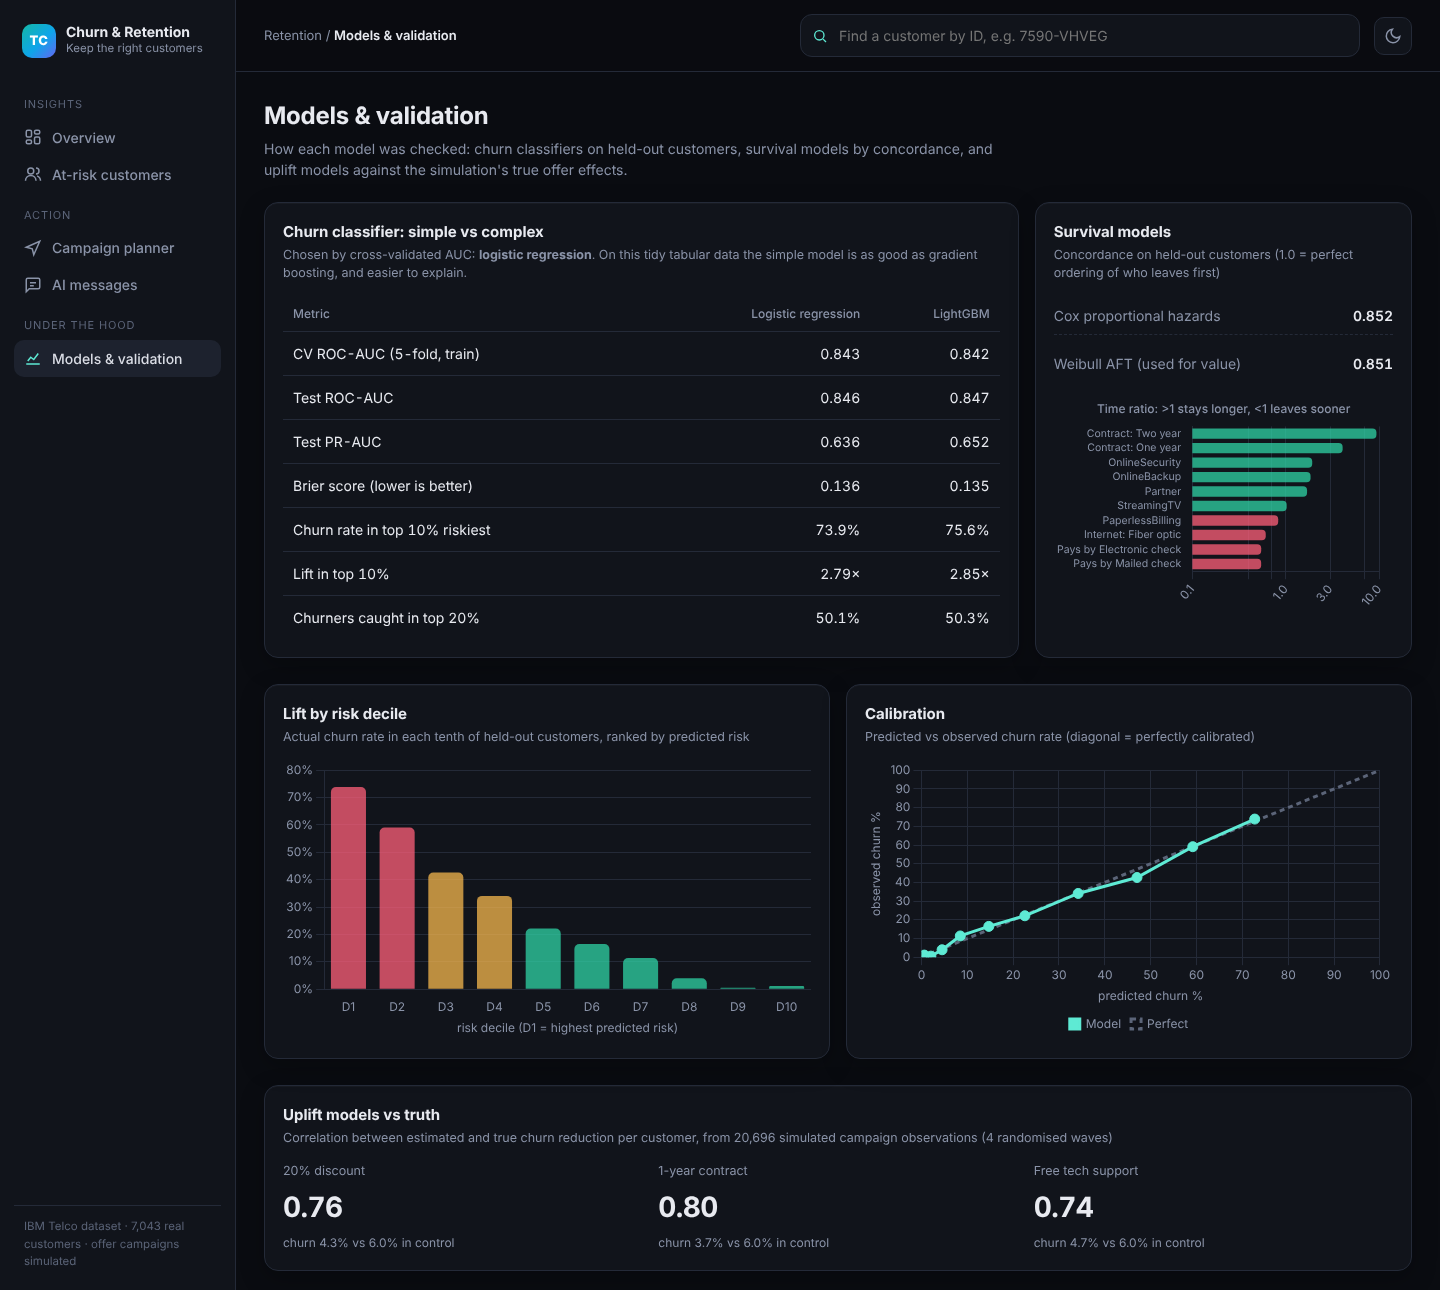 TC
Churn & Retention
Keep the right customers
INSIGHTS
Overview
At-risk customers
ACTION
Campaign planner
AI messages
UNDER THE HOOD
Models & validation
IBM Telco dataset · 7,043 real
customers · offer campaigns
simulated
Retention / Models & validation
Find a customer by ID, e.g. 7590-VHVEG
Models & validation
How each model was checked: churn classifiers on held-out customers, survival models by concordance, and
uplift models against the simulation's true offer effects.
Churn classifier: simple vs complex
Chosen by cross-validated AUC: logistic regression. On this tidy tabular data the simple model is as good as gradient
boosting, and easier to explain.
Metric Logistic regression LightGBM
CV ROC-AUC (5-fold, train) 0.843 0.842
Test ROC-AUC 0.846 0.847
Test PR-AUC 0.636 0.652
Brier score (lower is better) 0.136 0.135
Churn rate in top 10% riskiest 73.9% 75.6%
Lift in top 10% 2.79× 2.85×
Churners caught in top 20% 50.1% 50.3%
Survival models
Concordance on held-out customers (1.0 = perfect
ordering of who leaves first)
Cox proportional hazards 0.852
Weibull AFT (used for value) 0.851
Time ratio: >1 stays longer, <1 leaves sooner
Contract: Two year
Contract: One year
OnlineSecurity
OnlineBackup
Partner
StreamingTV
PaperlessBilling
Internet: Fiber optic
Pays by Electronic check
Pays by Mailed check
0.1 1.0 3.0 10.0
Lift by risk decile
Actual churn rate in each tenth of held-out customers, ranked by predicted risk
80%
70%
60%
50%
40%
30%
20%
10%
0%
D1 D2 D3 D4 D5 D6 D7 D8 D9 D10
risk decile (D1 = highest predicted risk)
Calibration
Predicted vs observed churn rate (diagonal = perfectly calibrated)
observed churn %
100
90
80
70
60
50
40
30
20
10
0
0 10 20 30 40 50 60 70 80 90 100
predicted churn %
Model Perfect
Uplift models vs truth
Correlation between estimated and true churn reduction per customer, from 20,696 simulated campaign observations (4 randomised waves)
20% discount
0.76
churn 4.3% vs 6.0% in control
1-year contract
0.80
churn 3.7% vs 6.0% in control
Free tech support
0.74
churn 4.7% vs 6.0% in control